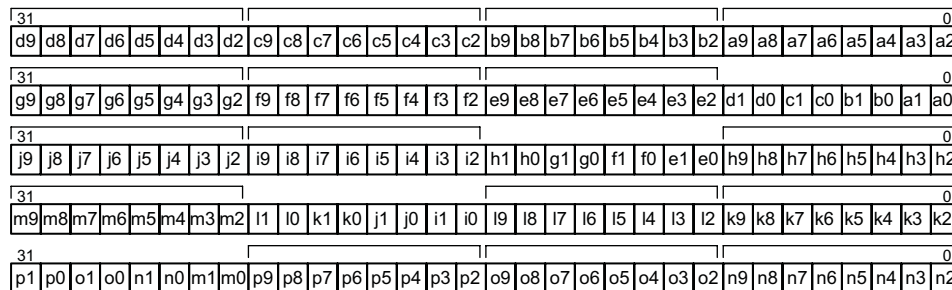 31 0
d9 d8 d7 d6 d5 d4 d3 d2 c9 c8 c7 c6 c5 c4 c3 c2 b9 b8 b7 b6 b5 b4 b3 b2 a9 a8 a7 a6 a5 a4 a3 a2
31 0
g9 g8 g7 g6 g5 g4 g3 g2 f9 f8 f7 f6 f5 f4 f3 f2 e9 e8 e7 e6 e5 e4 e3 e2 d1 d0 c1 c0 b1 b0 a1 a0
31 0
j9 j8 j7 j6 j5 j4 j3 j2 i9 i8 i7 i6 i5 i4 i3 i2 h1 h0 g1 g0 f1 f0 e1 e0 h9 h8 h7 h6 h5 h4 h3 h2
31 0
m9 m8 m7 m6 m5 m4 m3 m2 l1 l0 k1 k0 j1 j0 i1 i0 l9 l8 l7 l6 l5 l4 l3 l2 k9 k8 k7 k6 k5 k4 k3 k2
31 0
p1 p0 o1 o0 n1 n0 m1 m0 p9 p8 p7 p6 p5 p4 p3 p2 o9 o8 o7 o6 o5 o4 o3 o2 n9 n8 n7 n6 n5 n4 n3 n2